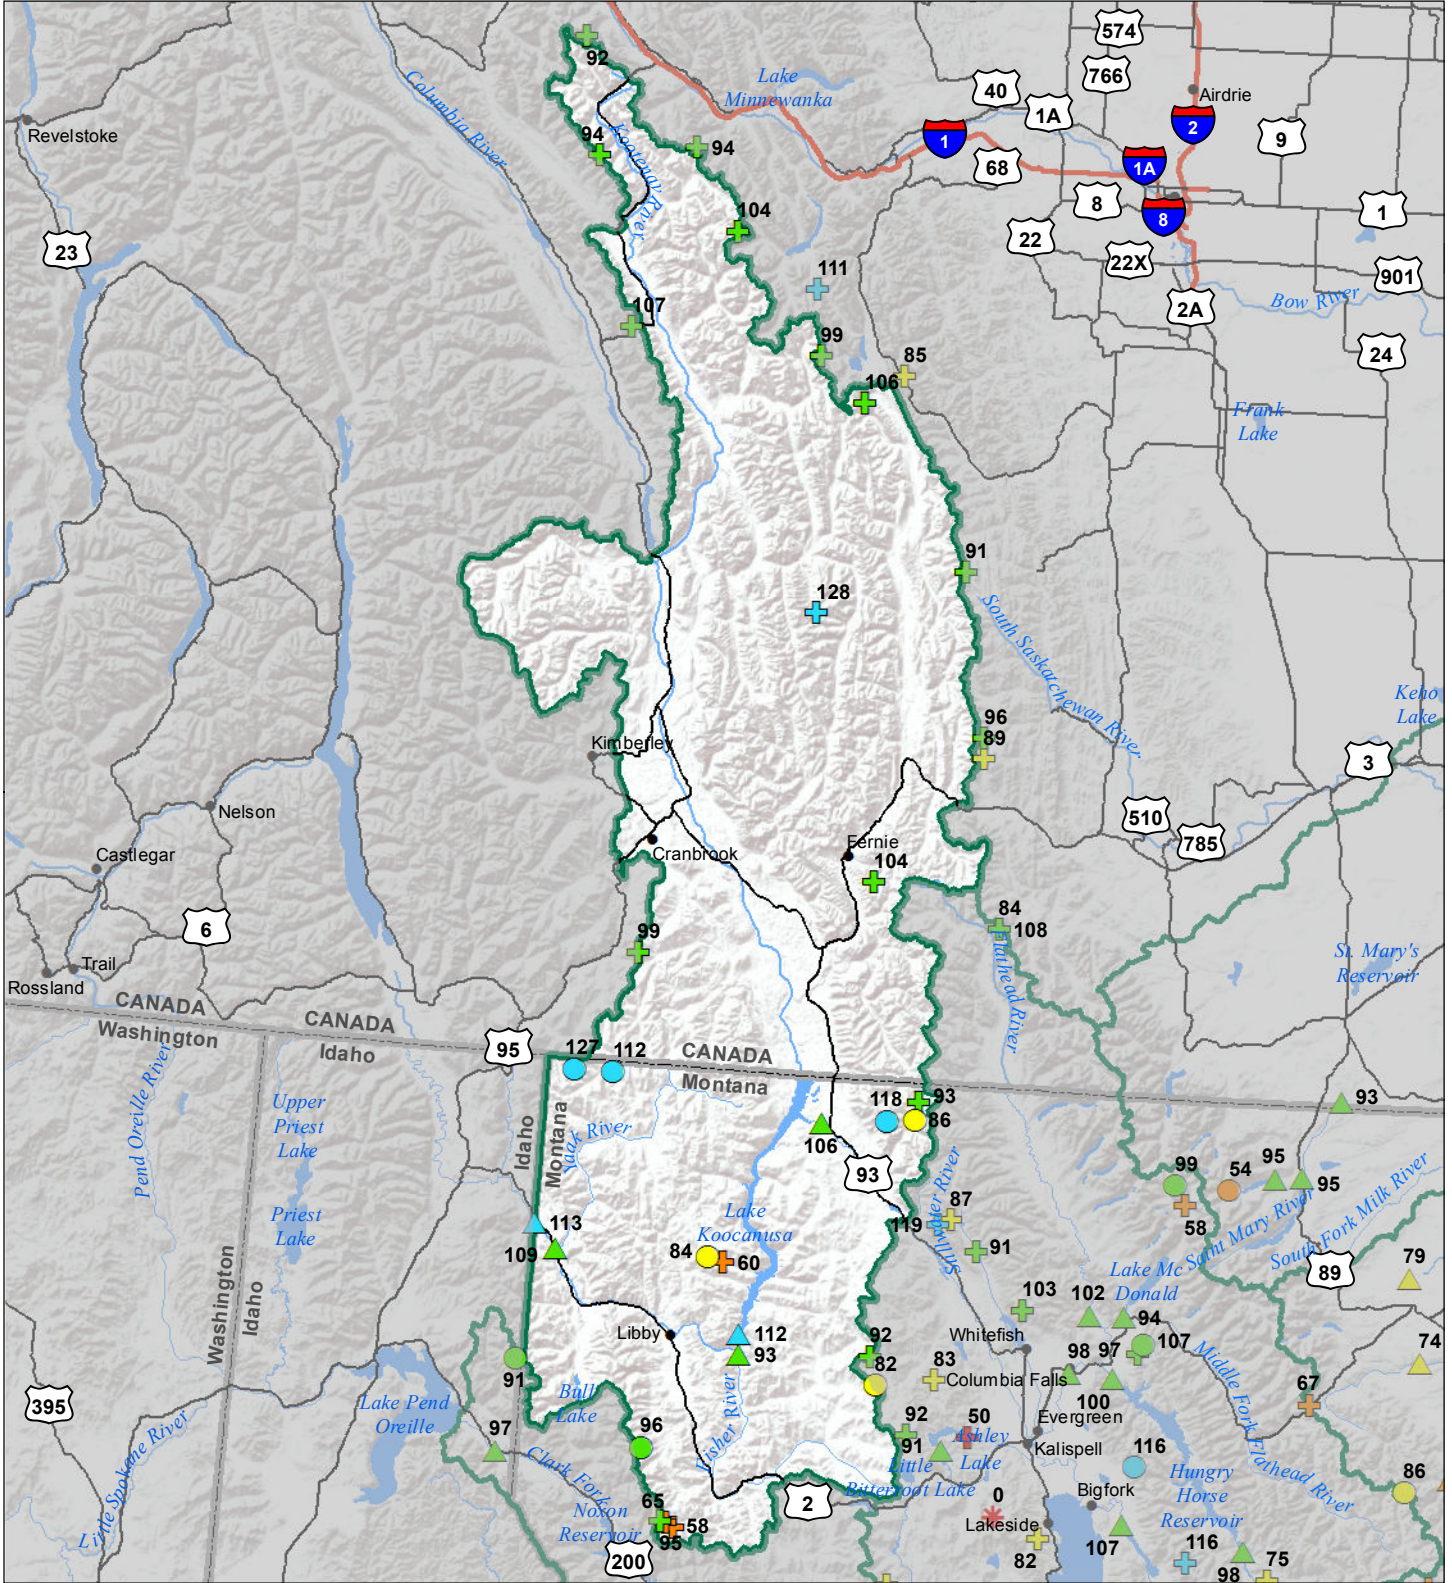 92
574
766
40
1A
Airdrie
2
9
Lake
Minnewanka
Columbia River
Revelstoke
94
Kootenay River
94
1
68
1A
8
8
1
104
23
22
22X
901
111
Bow River
2A
107
99
85
24
106
Frank
Lake
91
128
South Saskatchewan River
96
89
Keho
Lake
Kimberley
3
Nelson
510
785
Castlegar
Cranbrook
Fernie
104
6
84
108
99
Flathead River
St. Mary's
Reservoir
Trail
Rossland
CANADA
Washington
CANADA
Idaho
95
127
112
CANADA
Montana
Pend Oreille River
Upper
Priest
Lake
Idaho
Montana
Yaak River
118
93
86
93
106
93
99
54
95
95
58
Saint Mary River
South Fork Milk River
Priest
Lake
113
109
Lake
Koocanusa
84
60
119
87
91
Stillwater River
Washington
Idaho
89
79
Lake Mc
Donald
103
102
94
107
97
98
100
Libby
112
93
92
82
Whitefish
83
Columbia Falls
74
67
Middle Fork Flathead River
91
Bull
Lake
395
Lake Pend
Oreille
Evergreen
Kalispell
92
91
50
Ashley
Lake
Little
Bitterroot Lake
97
96
Fisher River
Clark Fork
Noxon
Reservoir
Little Spokane River
116
Hungry
Horse
Reservoir
Bigfork
86
2
0
Lakeside
82
107
116
98
75
65
58
95
200